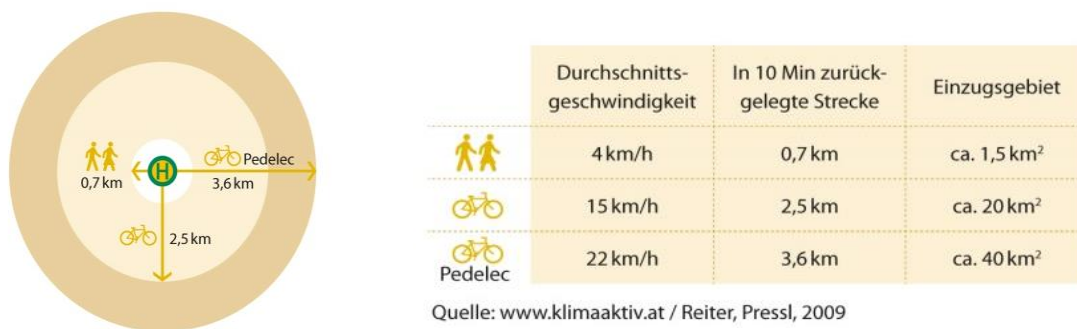 H
Pedelec
0,7 km
3,6 km
2,5 km
Durchschnitts-
geschwindigkeit
In 10 Min zurück-
gelegte Strecke
Einzugsgebiet
4 km/h
0,7 km
ca. 1,5 km²
15 km/h
2,5 km
ca. 20 km²
Pedelec
22 km/h
3,6 km
ca. 40 km²
Quelle: www.klimaaktiv.at / Reiter, Pressl, 2009